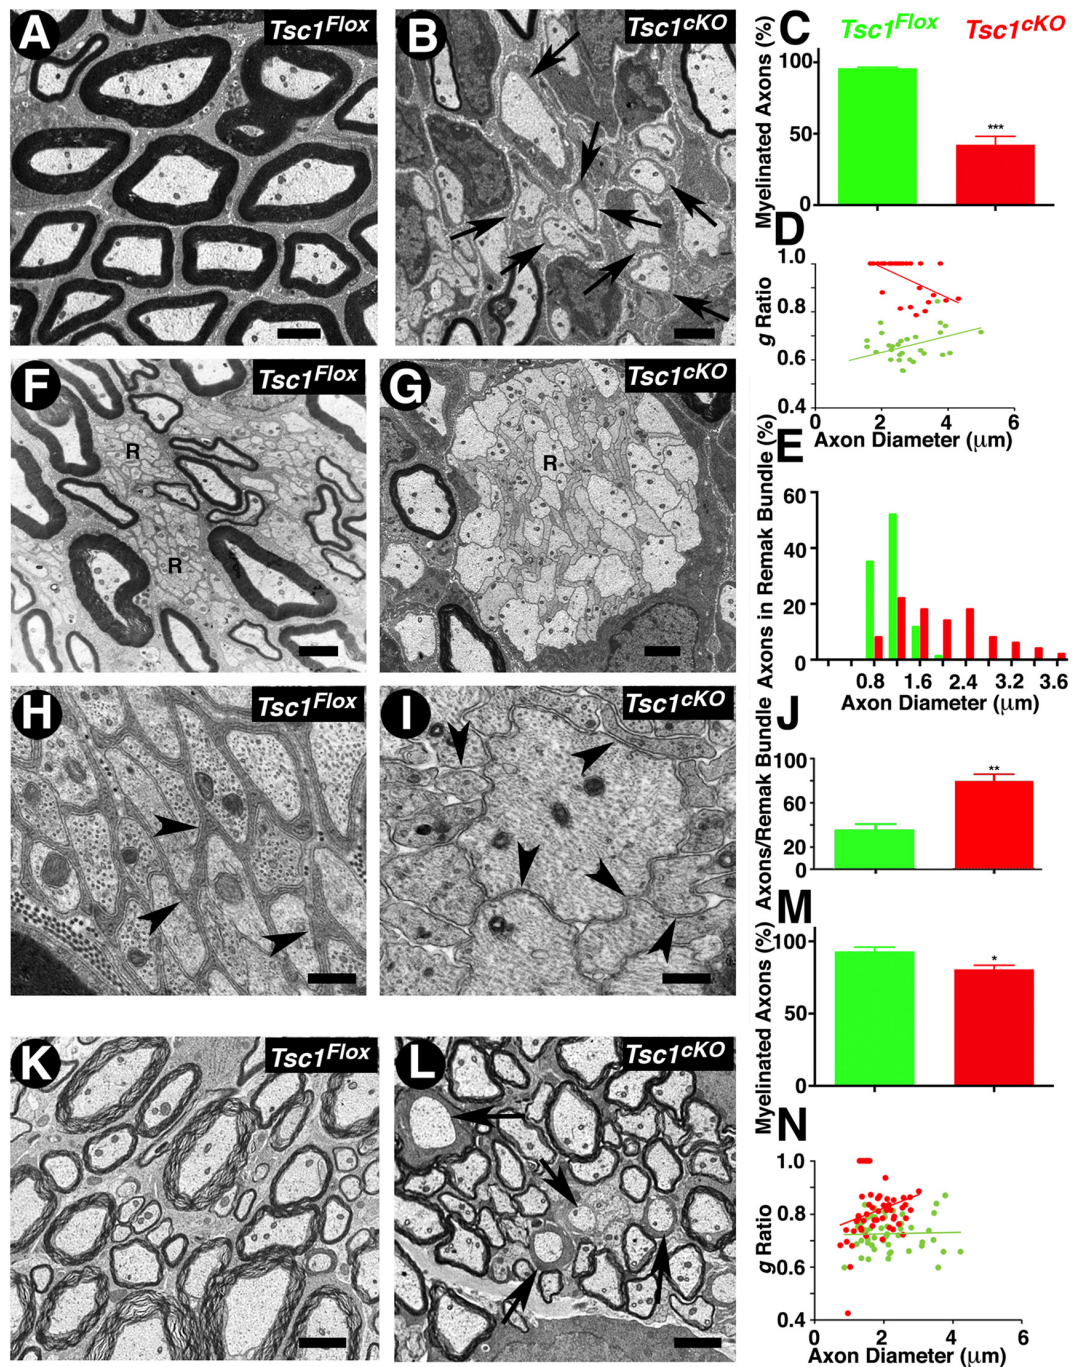 A
Tsc1Flox
B
Tsc1cKO
C
Tsc1Flox
Tsc1cKO
Myelinated Axons (%)
100
50
0
***
D
g Ratio
1.0
0.8
0.6
0.4
0
2
4
6
Axon Diameter (μm)
F
Tsc1Flox
R
R
G
Tsc1cKO
R
E
Axons in Remak Bundle (%)
60
40
20
0
0.8
1.6
2.4
3.2
3.6
Axon Diameter (μm)
H
Tsc1Flox
I
Tsc1cKO
J
Axons/Remak Bundle
100
80
60
40
20
0
**
M
Myelinated Axons (%)
100
50
0
*
K
Tsc1Flox
L
Tsc1cKO
N
g Ratio
1.0
0.8
0.6
0.4
0
2
4
6
Axon Diameter (μm)